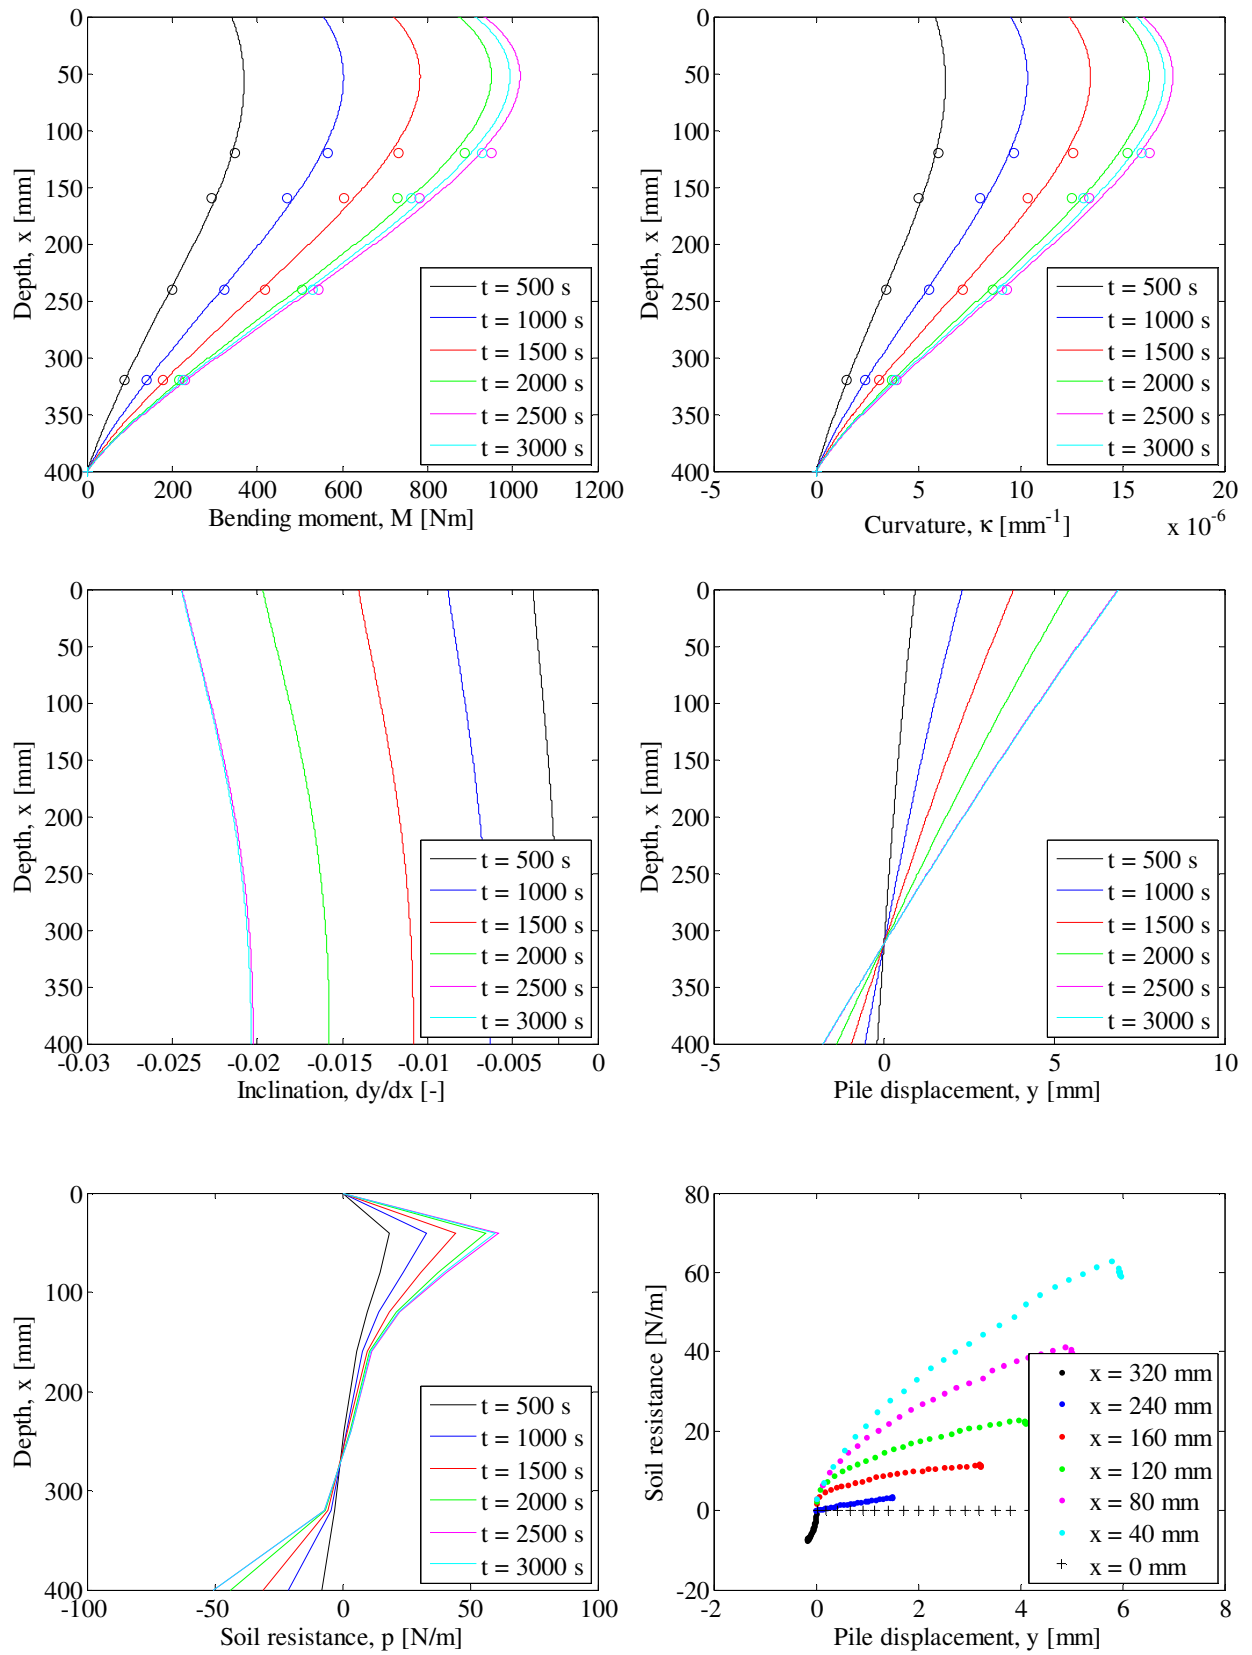 0
50
100
150
200
250
300
350
400
Depth, x [mm]
0 200 400 600 800 1000 1200
Bending moment, M [Nm]
t = 500 s
t = 1000 s
t = 1500 s
t = 2000 s
t = 2500 s
t = 3000 s
0
50
100
150
200
250
300
350
400
Depth, x [mm]
-5 0 5 10 15 20
Curvature, κ [mm⁻¹]
x 10⁻⁶
t = 500 s
t = 1000 s
t = 1500 s
t = 2000 s
t = 2500 s
t = 3000 s
0
50
100
150
200
250
300
350
400
Depth, x [mm]
-0.03 -0.025 -0.02 -0.015 -0.01 -0.005 0
Inclination, dy/dx [-]
t = 500 s
t = 1000 s
t = 1500 s
t = 2000 s
t = 2500 s
t = 3000 s
0
50
100
150
200
250
300
350
400
Depth, x [mm]
-5 0 5 10
Pile displacement, y [mm]
t = 500 s
t = 1000 s
t = 1500 s
t = 2000 s
t = 2500 s
t = 3000 s
0
100
200
300
400
Depth, x [mm]
-100 -50 0 50 100
Soil resistance, p [N/m]
t = 500 s
t = 1000 s
t = 1500 s
t = 2000 s
t = 2500 s
t = 3000 s
80
60
40
20
0
-20
Soil resistance [N/m]
-2 0 2 4 6 8
Pile displacement, y [mm]
x = 320 mm
x = 240 mm
x = 160 mm
x = 120 mm
x = 80 mm
x = 40 mm
x = 0 mm